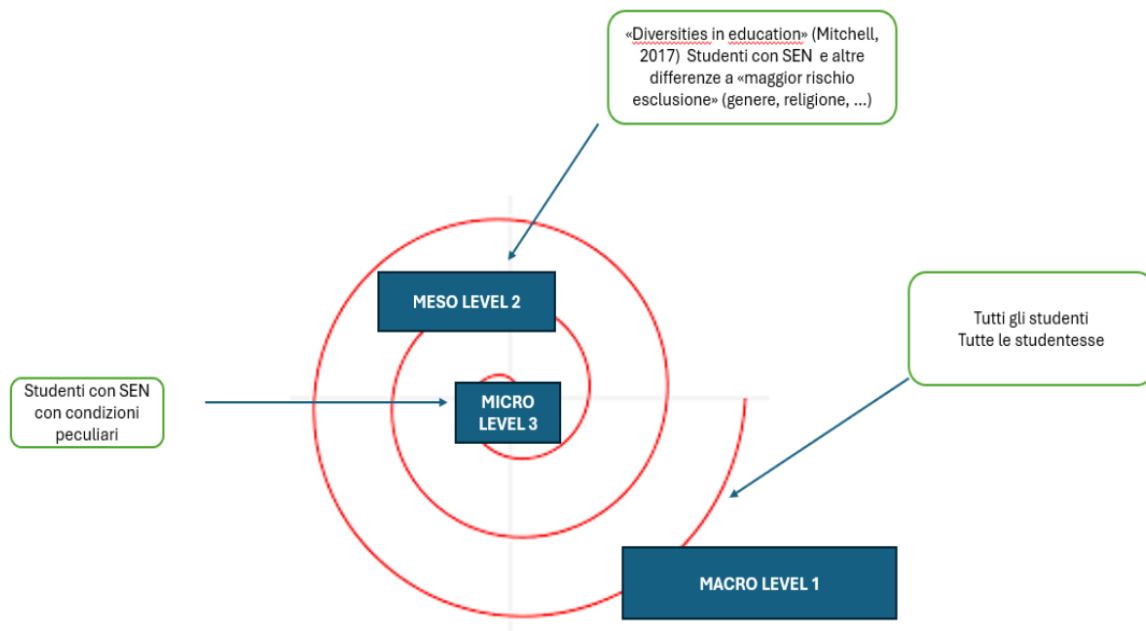 «Diversities in education» (Mitchell,
2017) Studenti con SEN e altre
differenze a «maggior rischio
esclusione» (genere, religione, ...)
MESO LEVEL 2
Tutti gli studenti
Tutte le studentesse
Studenti con SEN
con condizioni
peculiari
MICRO
LEVEL 3
MACRO LEVEL 1